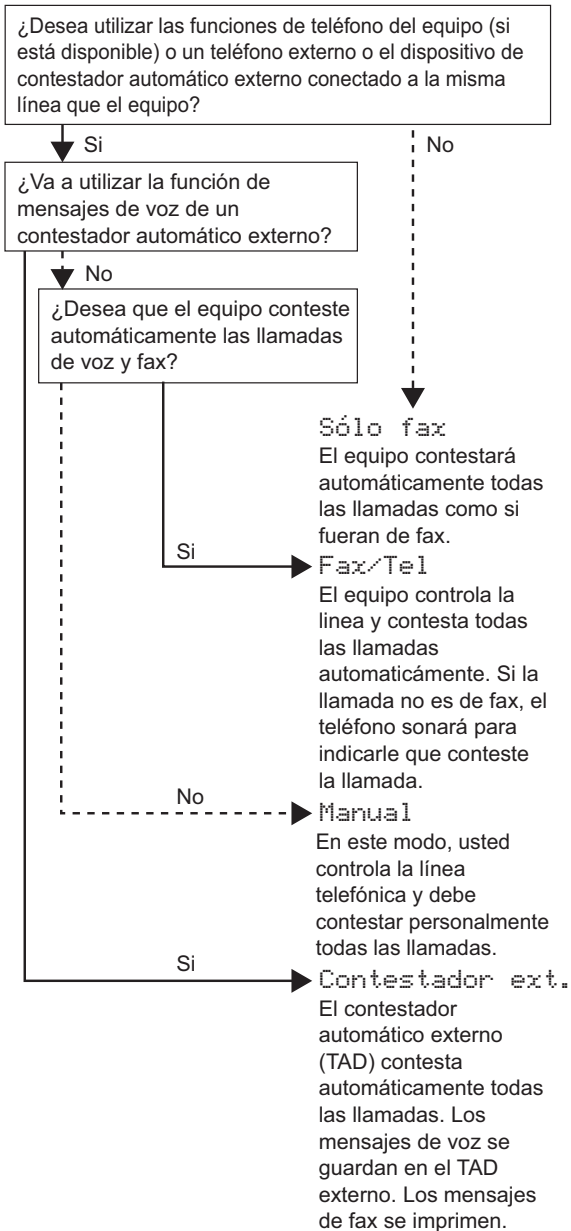 ¿Desea utilizar las funciones de teléfono del equipo (si
está disponible) o un teléfono externo o el dispositivo de
contestador automático externo conectado a la misma
línea que el equipo?
Si
No
¿Va a utilizar la función de
mensajes de voz de un
contestador automático externo?
No
¿Desea que el equipo conteste
automáticamente las llamadas
de voz y fax?
Sólo fax
El equipo contestará
automáticamente todas
las llamadas como si
fueran de fax.
Si
Fax/Tel
El equipo controla la
linea y contesta todas
las llamadas
automaticámente. Si la
llamada no es de fax, el
teléfono sonará para
indicarle que conteste
la llamada.
No
Manual
En este modo, usted
controla la línea
telefónica y debe
contestar personalmente
todas las llamadas.
Si
Contestador ext.
El contestador
automático externo
(TAD) contesta
automáticamente todas
las llamadas. Los
mensajes de voz se
guardan en el TAD
externo. Los mensajes
de fax se imprimen.